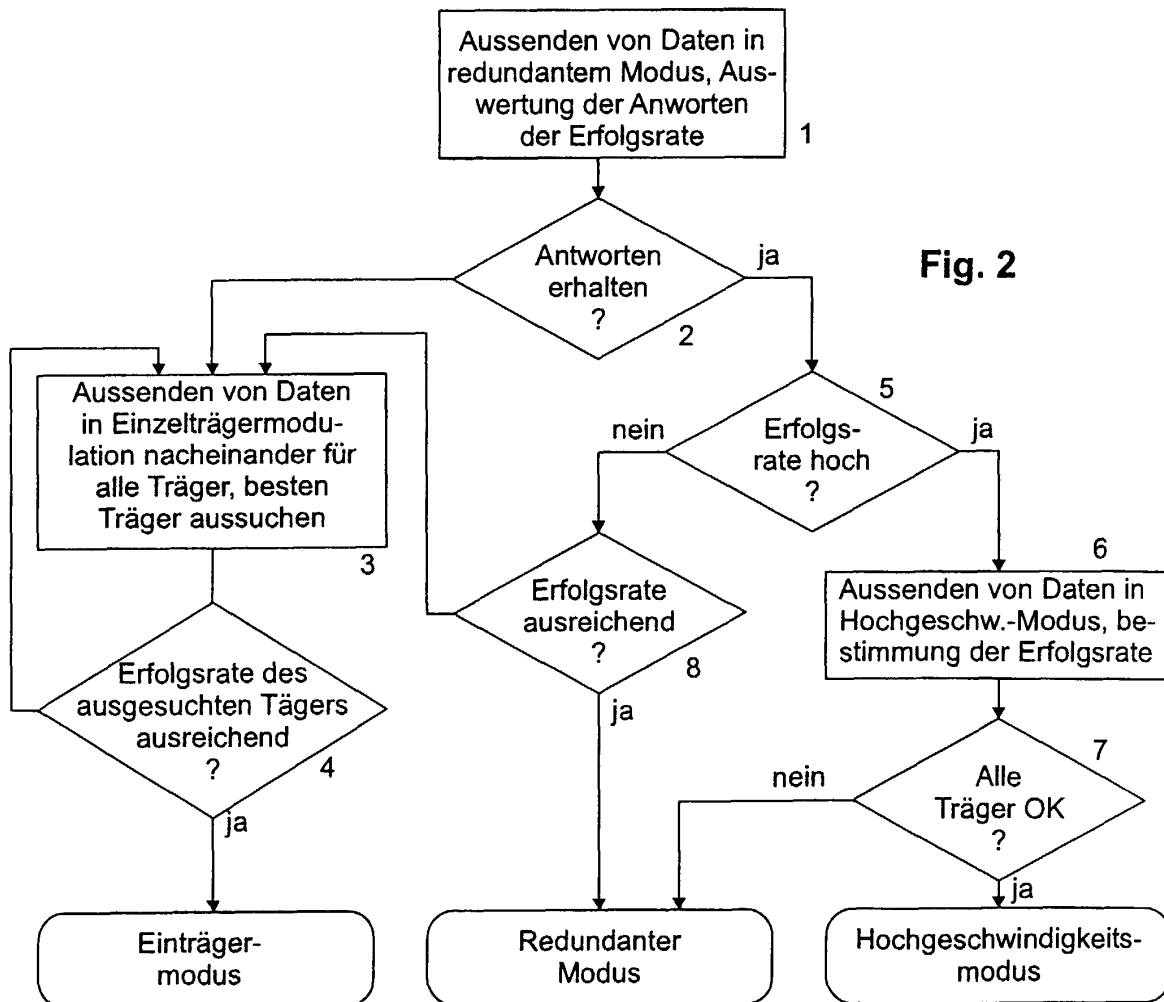 Aussenden von Daten in
redundantem Modus, Aus-
wertung der Anworten
der Erfolgsrate
1
Antworten
erhalten
?
2
ja
Fig. 2
Aussenden von Daten
in Einzelträgermodu-
lation nacheinander für
alle Träger, besten
Träger aussuchen
3
5
nein
Erfolgs-
rate hoch
?
ja
6
Erfolgsrate
ausreichend
?
8
ja
Aussenden von Daten in
Hochgeschw.-Modus, be-
stimmung der Erfolgsrate
Erfolgsrate des
ausgesuchten Tägers
ausreichend
?
4
ja
7
nein
Alle
Träger OK
?
ja
Einträger-
modus
Redundanter
Modus
Hochgeschwindigkeits-
modus